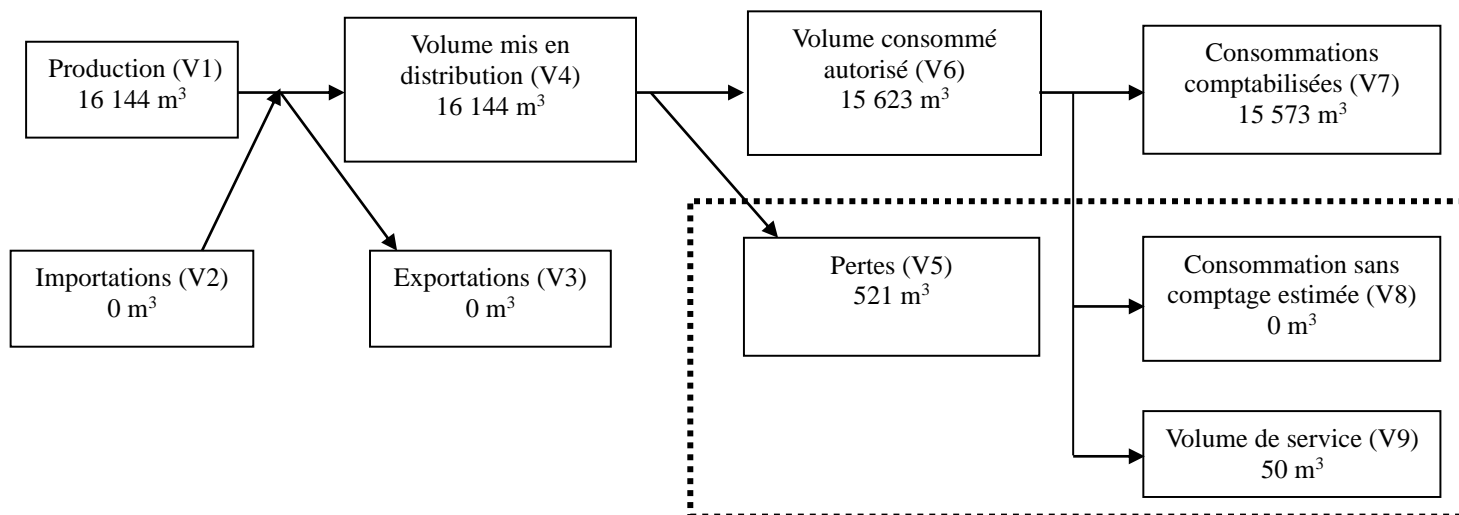 Production (V1)
16 144 m³
Volume mis en
distribution (V4)
16 144 m³
Volume consommé
autorisé (V6)
15 623 m³
Consommations
comptabilisées (V7)
15 573 m³
Importations (V2)
0 m³
Exportations (V3)
0 m³
Pertes (V5)
521 m³
Consommation sans
comptage estimée (V8)
0 m³
Volume de service (V9)
50 m³